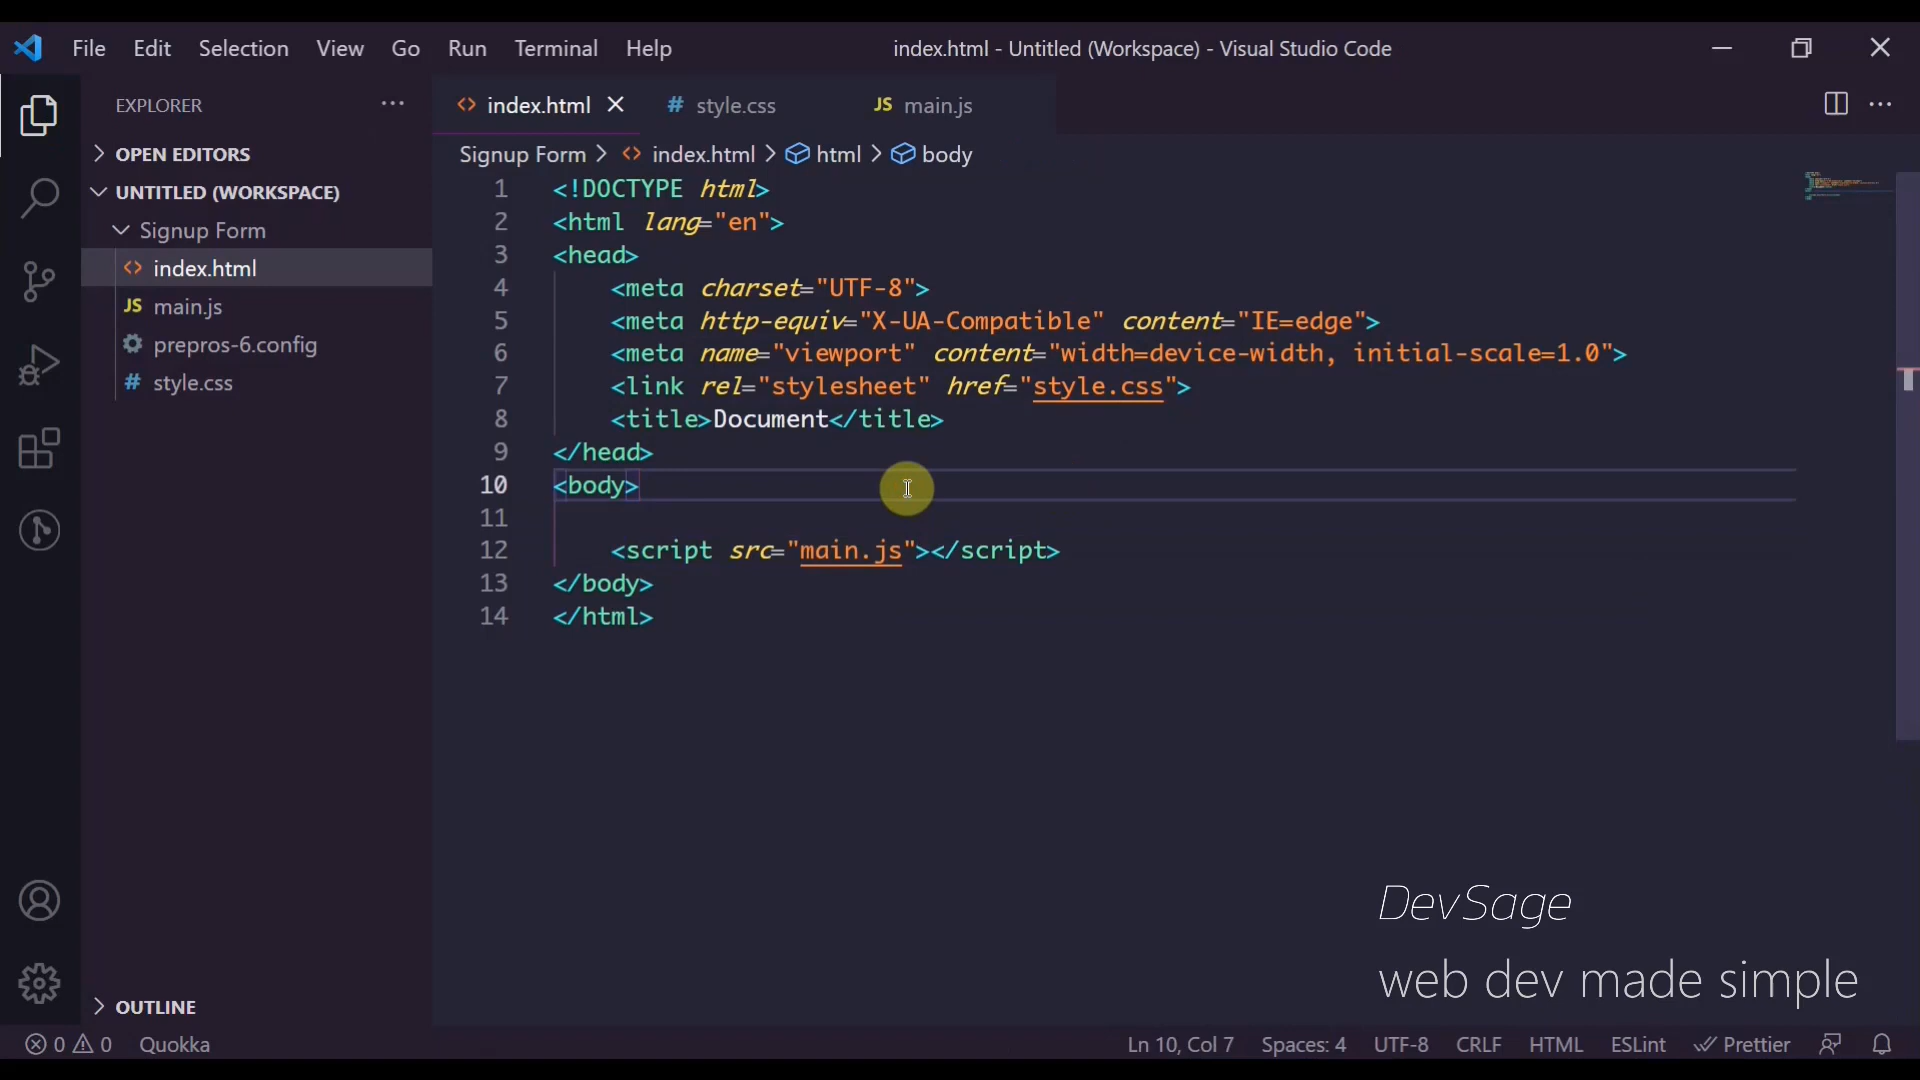 File Edit Selection View Go Run Terminal Help index.html - Untitled (Workspace) - Visual Studio Code
EXPLORER
OPEN EDITORS
UNTITLED (WORKSPACE)
Signup Form
index.html
JS main.js
prepros-6.config
# style.css
OUTLINE
index.html # style.css JS main.js
Signup Form > index.html > html > body
1 <!DOCTYPE html>
2 <html lang="en">
3 <head>
4 <meta charset="UTF-8">
5 <meta http-equiv="X-UA-Compatible" content="IE=edge">
6 <meta name="viewport" content="width=device-width, initial-scale=1.0">
7 <link rel="stylesheet" href="style.css">
8 <title>Document</title>
9 </head>
10 <body>
11
12 <script src="main.js"></script>
13 </body>
14 </html>
DevSage
web dev made simple
0 0 Quokka Ln 10, Col 7 Spaces: 4 UTF-8 CRLF HTML ESLint Prettier